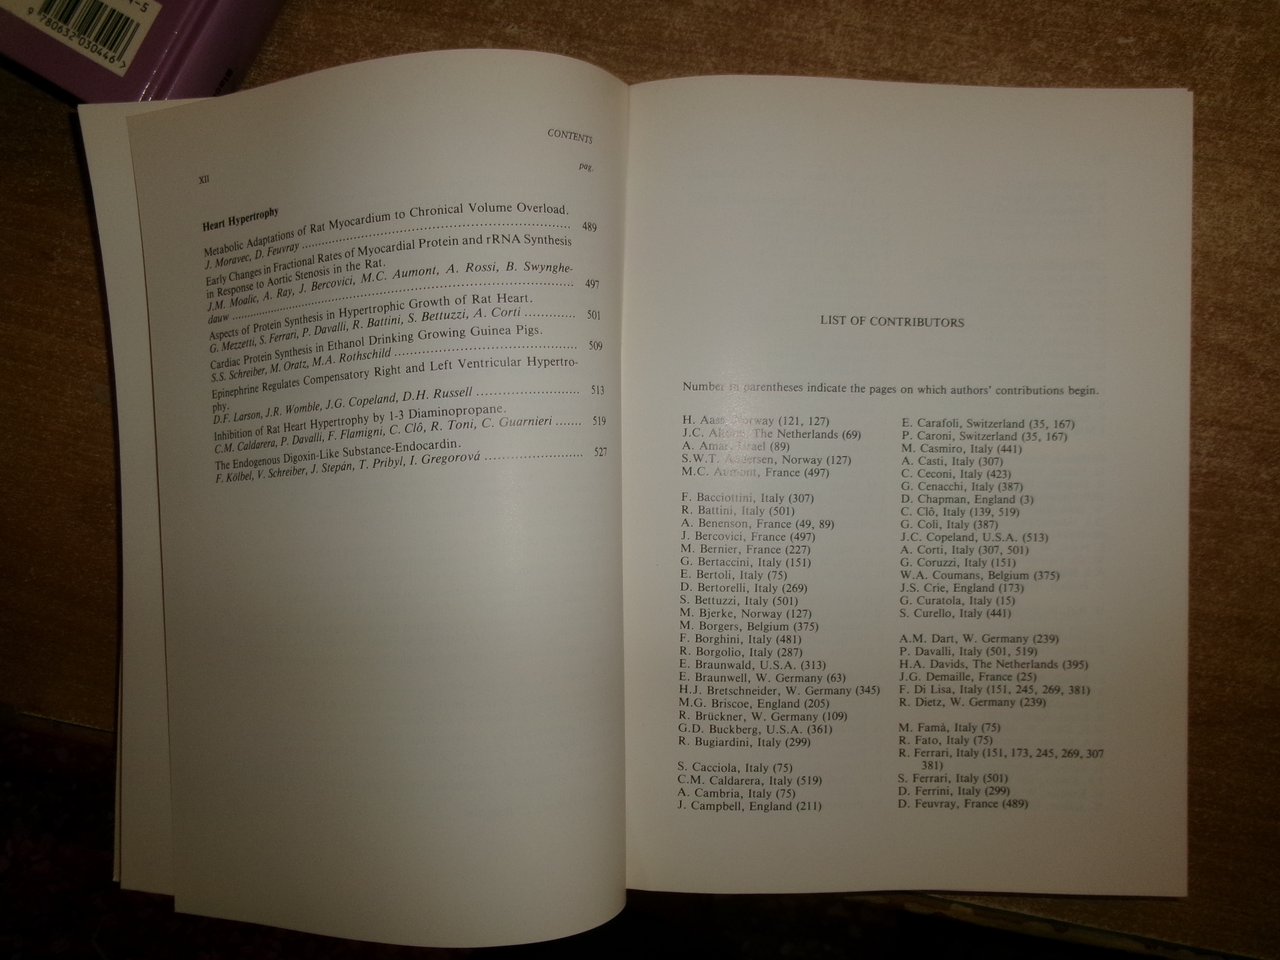 4-5
9 780632 030446
XII
CONTENTS
pag.
Heart Hypertrophy
Metabolic Adaptations of Rat Myocardium to Chronical Volume Overload.
J. Moravec, D. Feuvray ........ 489
Early Changes in Fractional Rates of Myocardial Protein and rRNA Synthesis
in Response to Aortic Stenosis in the Rat.
J.M. Moalic, A. Ray, J. Bercovici, M.C. Aumont, A. Rossi, B. Swynghe-
dauw ........ 497
Aspects of Protein Synthesis in Hypertrophic Growth of Rat Heart.
G. Mezzetti, S. Ferrari, P. Davalli, R. Battini, S. Bettuzzi, A. Corti ........ 501
Cardiac Protein Synthesis in Ethanol Drinking Growing Guinea Pigs.
S.S. Schreiber, M. Oratz, M.A. Rothschild ........ 509
Epinephrine Regulates Compensatory Right and Left Ventricular Hypertro-
phy.
D.F. Larson, J.R. Womble, J.G. Copeland, D.H. Russell ........ 513
Inhibition of Rat Heart Hypertrophy by 1-3 Diaminopropane.
C.M. Caldarera, P. Davalli, F. Flamigni, C. Clô, R. Toni, C. Guarnieri ....... 519
The Endogenous Digoxin-Like Substance-Endocardin.
F. Kölbel, V. Schreiber, J. Stepán, T. Pribyl, I. Gregorová ........ 527
LIST OF CONTRIBUTORS
Number in parentheses indicate the pages on which authors' contributions begin.
H. Aass, Norway (121, 127)
J.C. The Netherlands (69)
A. Amar, Israel (89)
S.W.T. Andersen, Norway (127)
M.C. Aumont, France (497)
F. Bacciottini, Italy (307)
R. Battini, Italy (501)
A. Benenson, France (49, 89)
J. Bercovici, France (497)
M. Bernier, France (227)
G. Bertaccini, Italy (151)
E. Bertoli, Italy (75)
D. Bertorelli, Italy (269)
S. Bettuzzi, Italy (501)
M. Bjerke, Norway (127)
M. Borgers, Belgium (375)
F. Borghini, Italy (481)
R. Borgolio, Italy (287)
E. Braunwald, U.S.A. (313)
E. Braunwell, W. Germany (63)
H.J. Bretschneider, W. Germany (345)
M.G. Briscoe, England (205)
R. Brückner, W. Germany (109)
G.D. Buckberg, U.S.A. (361)
R. Bugiardini, Italy (299)
S. Cacciola, Italy (75)
C.M. Caldarera, Italy (519)
A. Cambria, Italy (75)
J. Campbell, England (211)
E. Carafoli, Switzerland (35, 167)
P. Caroni, Switzerland (35, 167)
M. Casmiro, Italy (441)
A. Casti, Italy (307)
C. Ceconi, Italy (423)
G. Cenacchi, Italy (387)
D. Chapman, England (3)
C. Clô, Italy (139, 519)
G. Coli, Italy (387)
J.C. Copeland, U.S.A. (513)
A. Corti, Italy (307, 501)
G. Coruzzi, Italy (151)
W.A. Coumans, Belgium (375)
J.S. Crie, England (173)
G. Curatola, Italy (15)
S. Curello, Italy (441)
A.M. Dart, W. Germany (239)
P. Davalli, Italy (501, 519)
H.A. Davids, The Netherlands (395)
J.G. Demaille, France (25)
F. Di Lisa, Italy (151, 245, 269, 381)
R. Dietz, W. Germany (239)
M. Famà, Italy (75)
R. Fato, Italy (75)
R. Ferrari, Italy (151, 173, 245, 269, 307
381)
S. Ferrari, Italy (501)
D. Ferrini, Italy (299)
D. Feuvray, France (489)